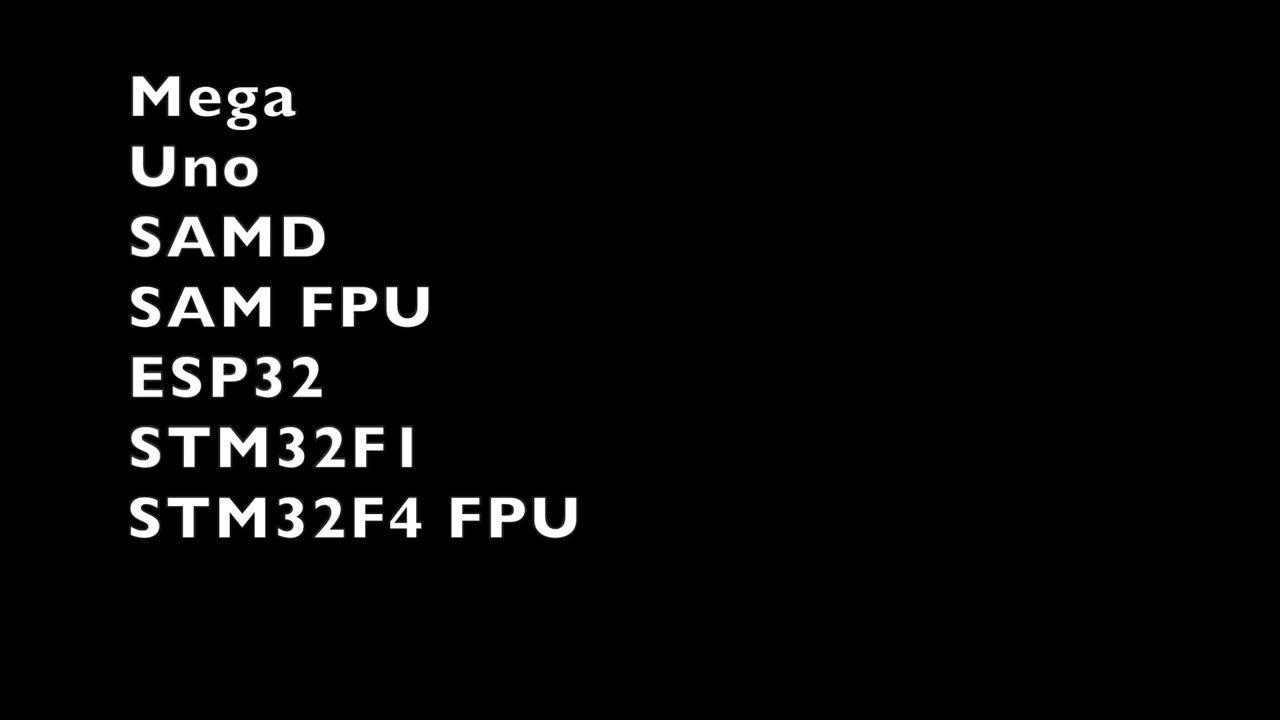 Mega
Uno
SAMD
SAM FPU
ESP32
STM32F1
STM32F4 FPU